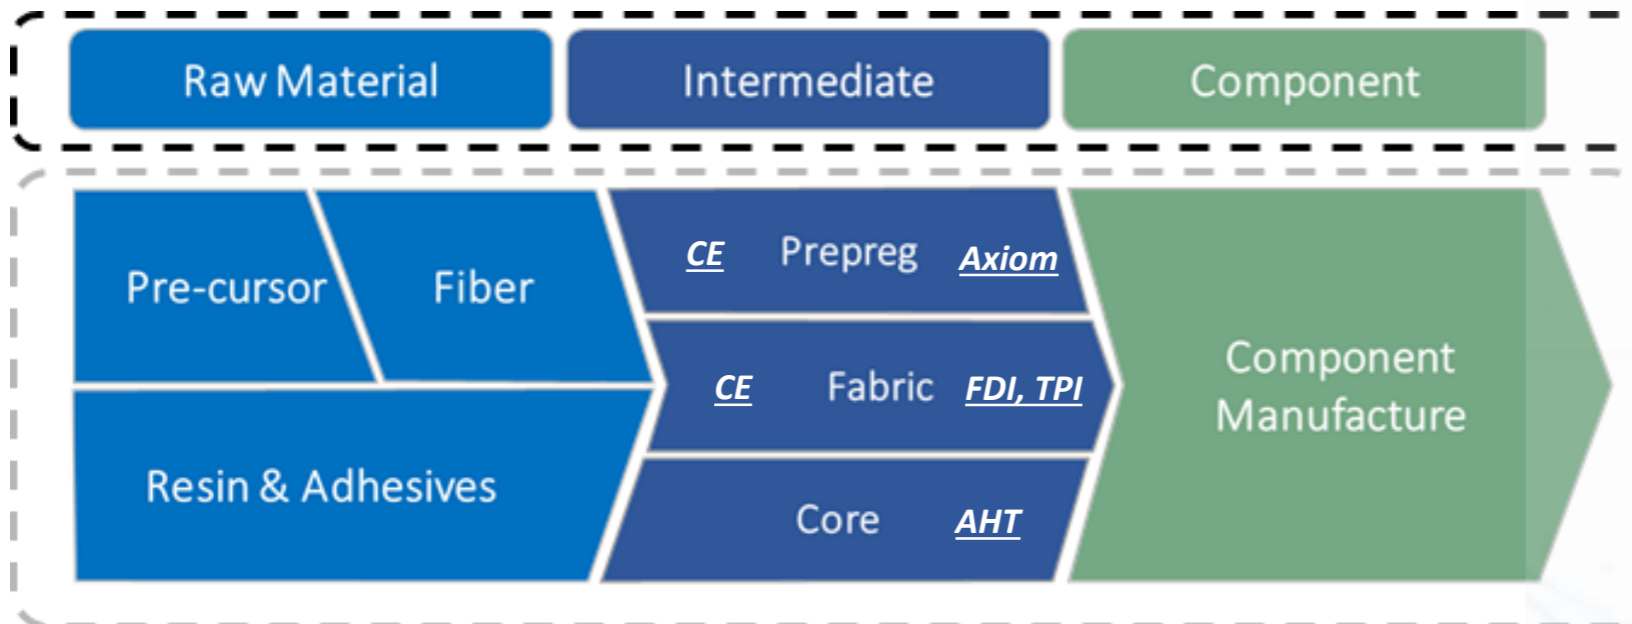 Raw Material
Intermediate
Component
Pre-cursor
Fiber
Resin & Adhesives
CE Prepreg Axiom
CE Fabric FDI, TPI
Core AHT
Component
Manufacture